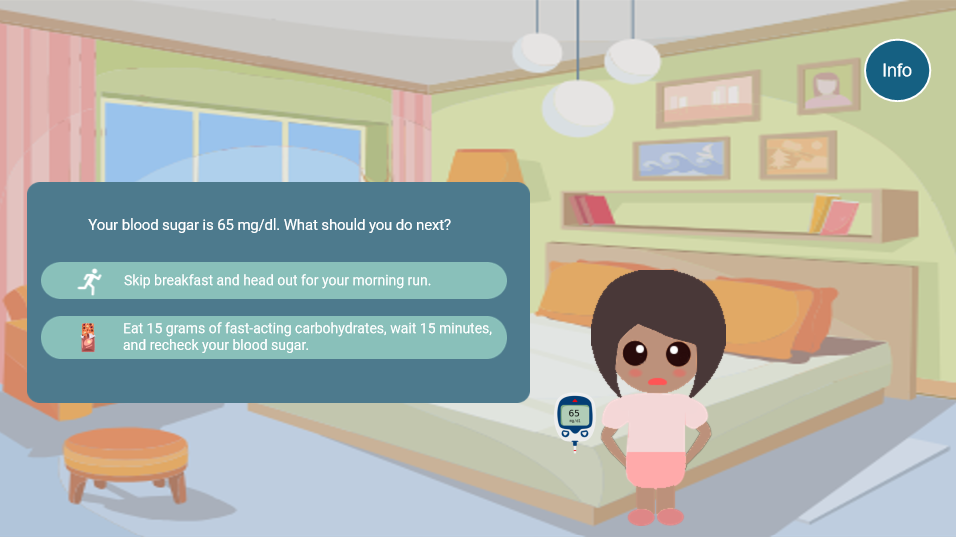 Info
Your blood sugar is 65 mg/dl. What should you do next?
Skip breakfast and head out for your morning run.
Eat 15 grams of fast-acting carbohydrates, wait 15 minutes,
and recheck your blood sugar.
65
mg/dl